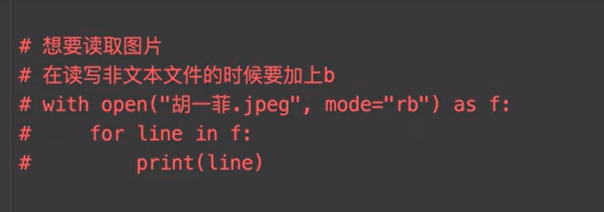 # 想要读取图片
# 在读写非文本文件的时候要加上b
# with open("胡一菲.jpeg", mode="rb") as f:
#     for line in f:
#         print(line)